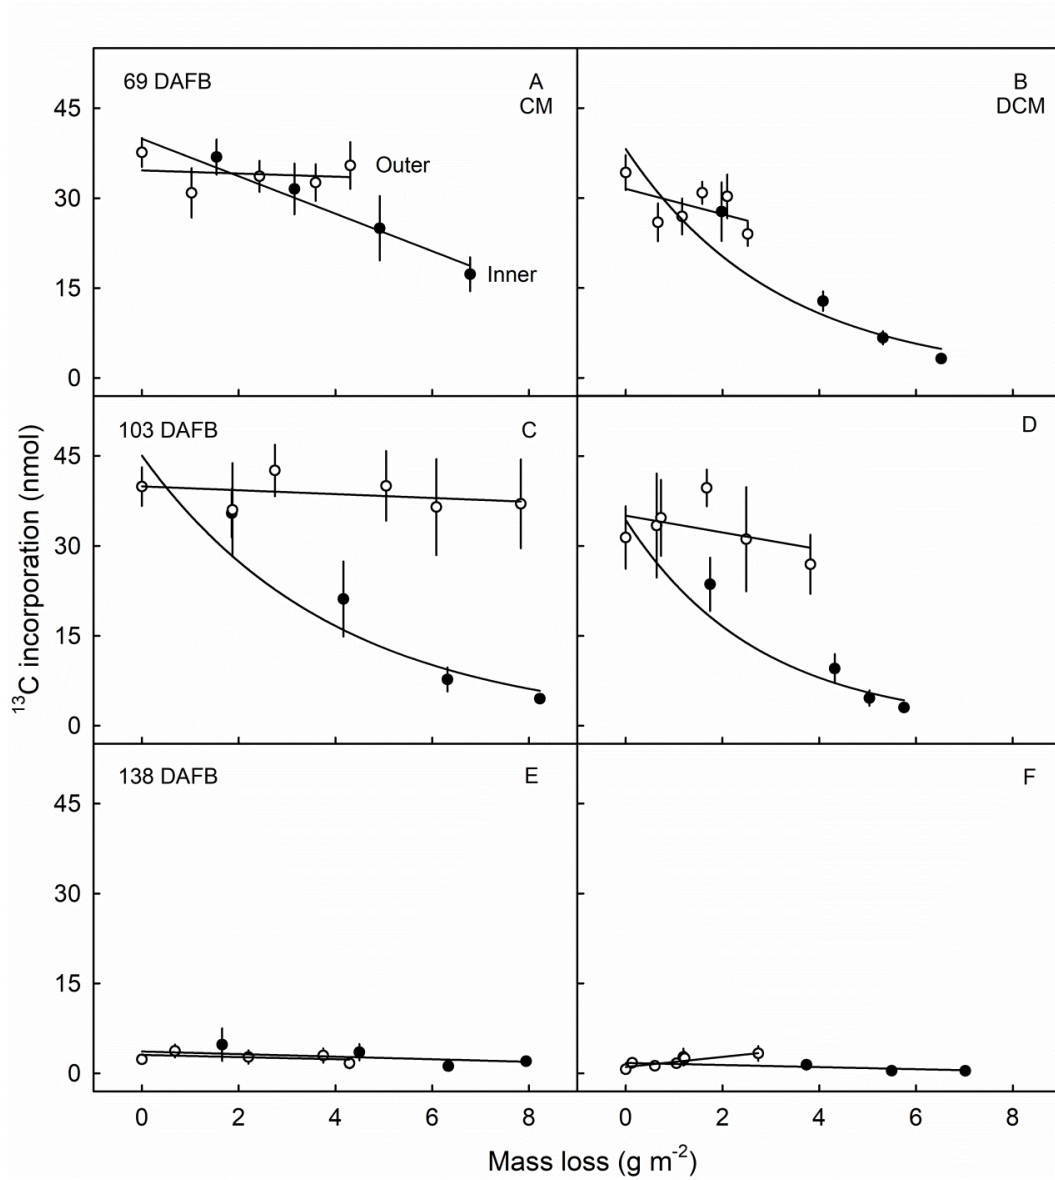 69 DAFB
A
CM
B
DCM
45
30
15
0
Outer
Inner
103 DAFB
C
D
45
30
15
0
138 DAFB
E
F
45
30
15
0
0 2 4 6 8
0 2 4 6 8
¹³C incorporation (nmol)
Mass loss (g m⁻²)